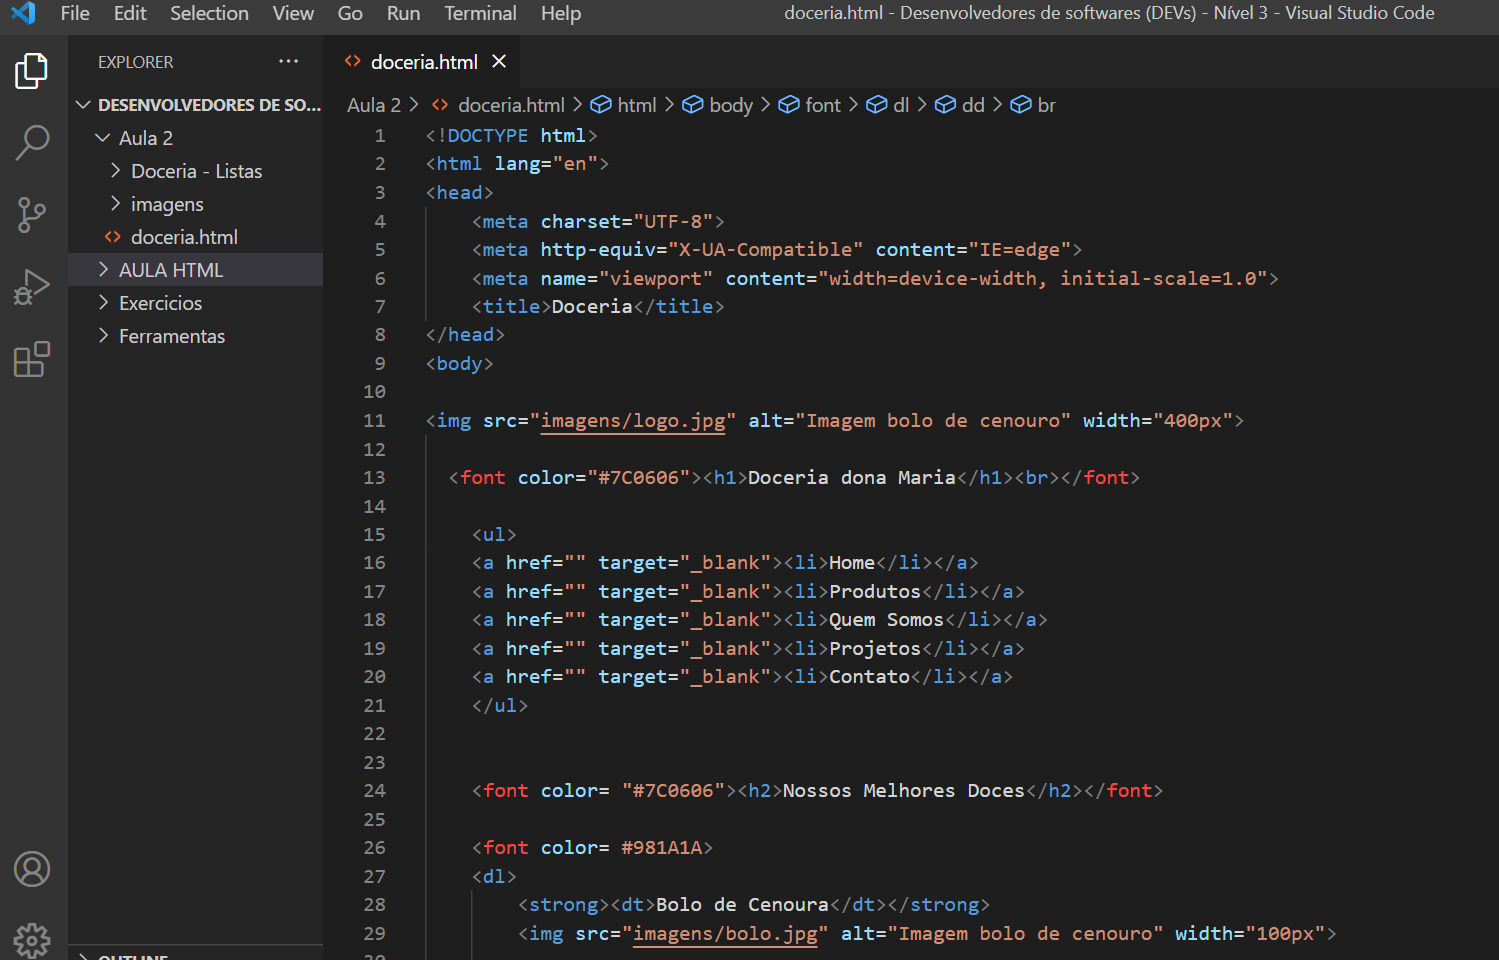 File Edit Selection View Go Run Terminal Help doceria.html - Desenvolvedores de softwares (DEVs) - Nível 3 - Visual Studio Code
EXPLORER ···
DESENVOLVEDORES DE SO...
Aula 2
Doceria - Listas
imagens
doceria.html
AULA HTML
Exercicios
Ferramentas
OUTLINE
doceria.html
Aula 2 > doceria.html > html > body > font > dl > dd > br
1 <!DOCTYPE html>
2 <html lang="en">
3 <head>
4 <meta charset="UTF-8">
5 <meta http-equiv="X-UA-Compatible" content="IE=edge">
6 <meta name="viewport" content="width=device-width, initial-scale=1.0">
7 <title>Doceria</title>
8 </head>
9 <body>
10
11 <img src="imagens/logo.jpg" alt="Imagem bolo de cenouro" width="400px">
12
13 <font color="#7C0606"><h1>Doceria dona Maria</h1><br></font>
14
15 <ul>
16 <a href="" target="_blank"><li>Home</li></a>
17 <a href="" target="_blank"><li>Produtos</li></a>
18 <a href="" target="_blank"><li>Quem Somos</li></a>
19 <a href="" target="_blank"><li>Projetos</li></a>
20 <a href="" target="_blank"><li>Contato</li></a>
21 </ul>
22
23
24 <font color= "#7C0606"><h2>Nossos Melhores Doces</h2></font>
25
26 <font color= #981A1A>
27 <dl>
28 <strong><dt>Bolo de Cenoura</dt></strong>
29 <img src="imagens/bolo.jpg" alt="Imagem bolo de cenouro" width="100px">
30